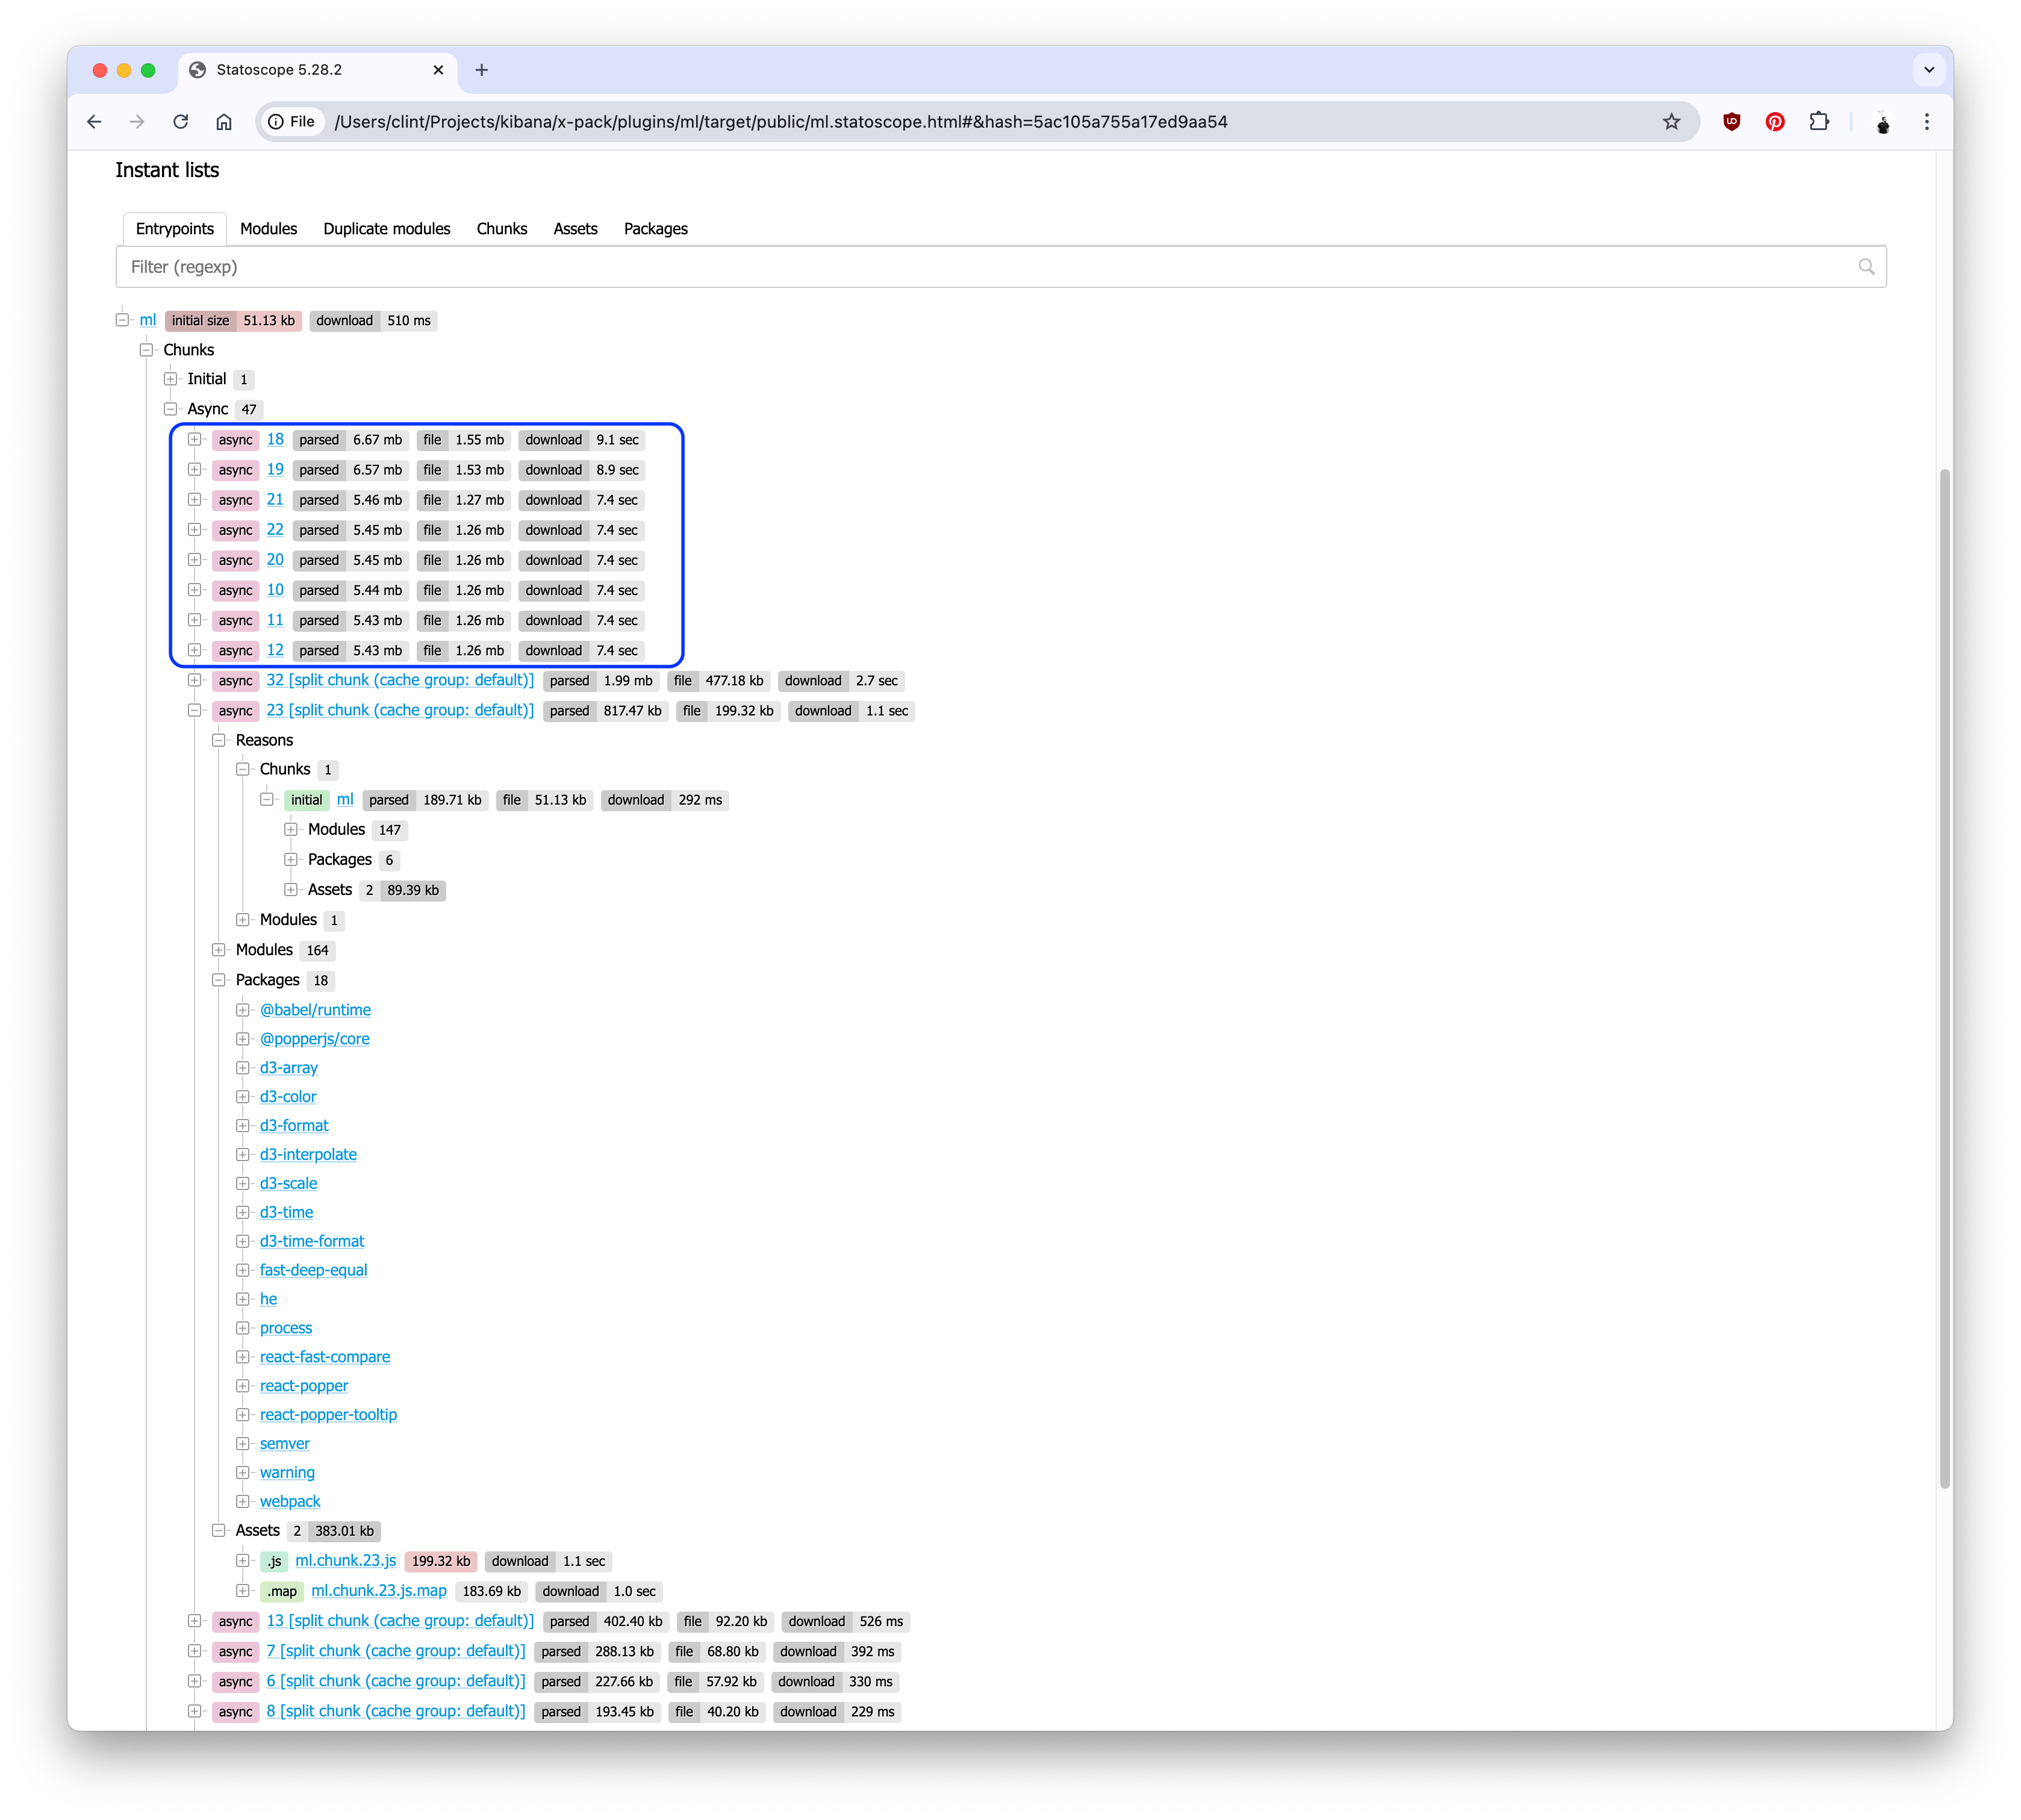 Statoscope 5.28.2
File /Users/clint/Projects/kibana/x-pack/plugins/ml/target/public/ml.statoscope.html#&hash=5ac105a755a17ed9aa54
Instant lists
Entrypoints Modules Duplicate modules Chunks Assets Packages
Filter (regexp)
ml initial size 51.13 kb download 510 ms
Chunks
Initial 1
Async 47
async 18 parsed 6.67 mb file 1.55 mb download 9.1 sec
async 19 parsed 6.57 mb file 1.53 mb download 8.9 sec
async 21 parsed 5.46 mb file 1.27 mb download 7.4 sec
async 22 parsed 5.45 mb file 1.26 mb download 7.4 sec
async 20 parsed 5.45 mb file 1.26 mb download 7.4 sec
async 10 parsed 5.44 mb file 1.26 mb download 7.4 sec
async 11 parsed 5.43 mb file 1.26 mb download 7.4 sec
async 12 parsed 5.43 mb file 1.26 mb download 7.4 sec
async 32 [split chunk (cache group: default)] parsed 1.99 mb file 477.18 kb download 2.7 sec
async 23 [split chunk (cache group: default)] parsed 817.47 kb file 199.32 kb download 1.1 sec
Reasons
Chunks 1
initial ml parsed 189.71 kb file 51.13 kb download 292 ms
Modules 147
Packages 6
Assets 2 89.39 kb
Modules 1
Modules 164
Packages 18
@babel/runtime
@popperjs/core
d3-array
d3-color
d3-format
d3-interpolate
d3-scale
d3-time
d3-time-format
fast-deep-equal
he
process
react-fast-compare
react-popper
react-popper-tooltip
semver
warning
webpack
Assets 2 383.01 kb
.js ml.chunk.23.js 199.32 kb download 1.1 sec
.map ml.chunk.23.js.map 183.69 kb download 1.0 sec
async 13 [split chunk (cache group: default)] parsed 402.40 kb file 92.20 kb download 526 ms
async 7 [split chunk (cache group: default)] parsed 288.13 kb file 68.80 kb download 392 ms
async 6 [split chunk (cache group: default)] parsed 227.66 kb file 57.92 kb download 330 ms
async 8 [split chunk (cache group: default)] parsed 193.45 kb file 40.20 kb download 229 ms